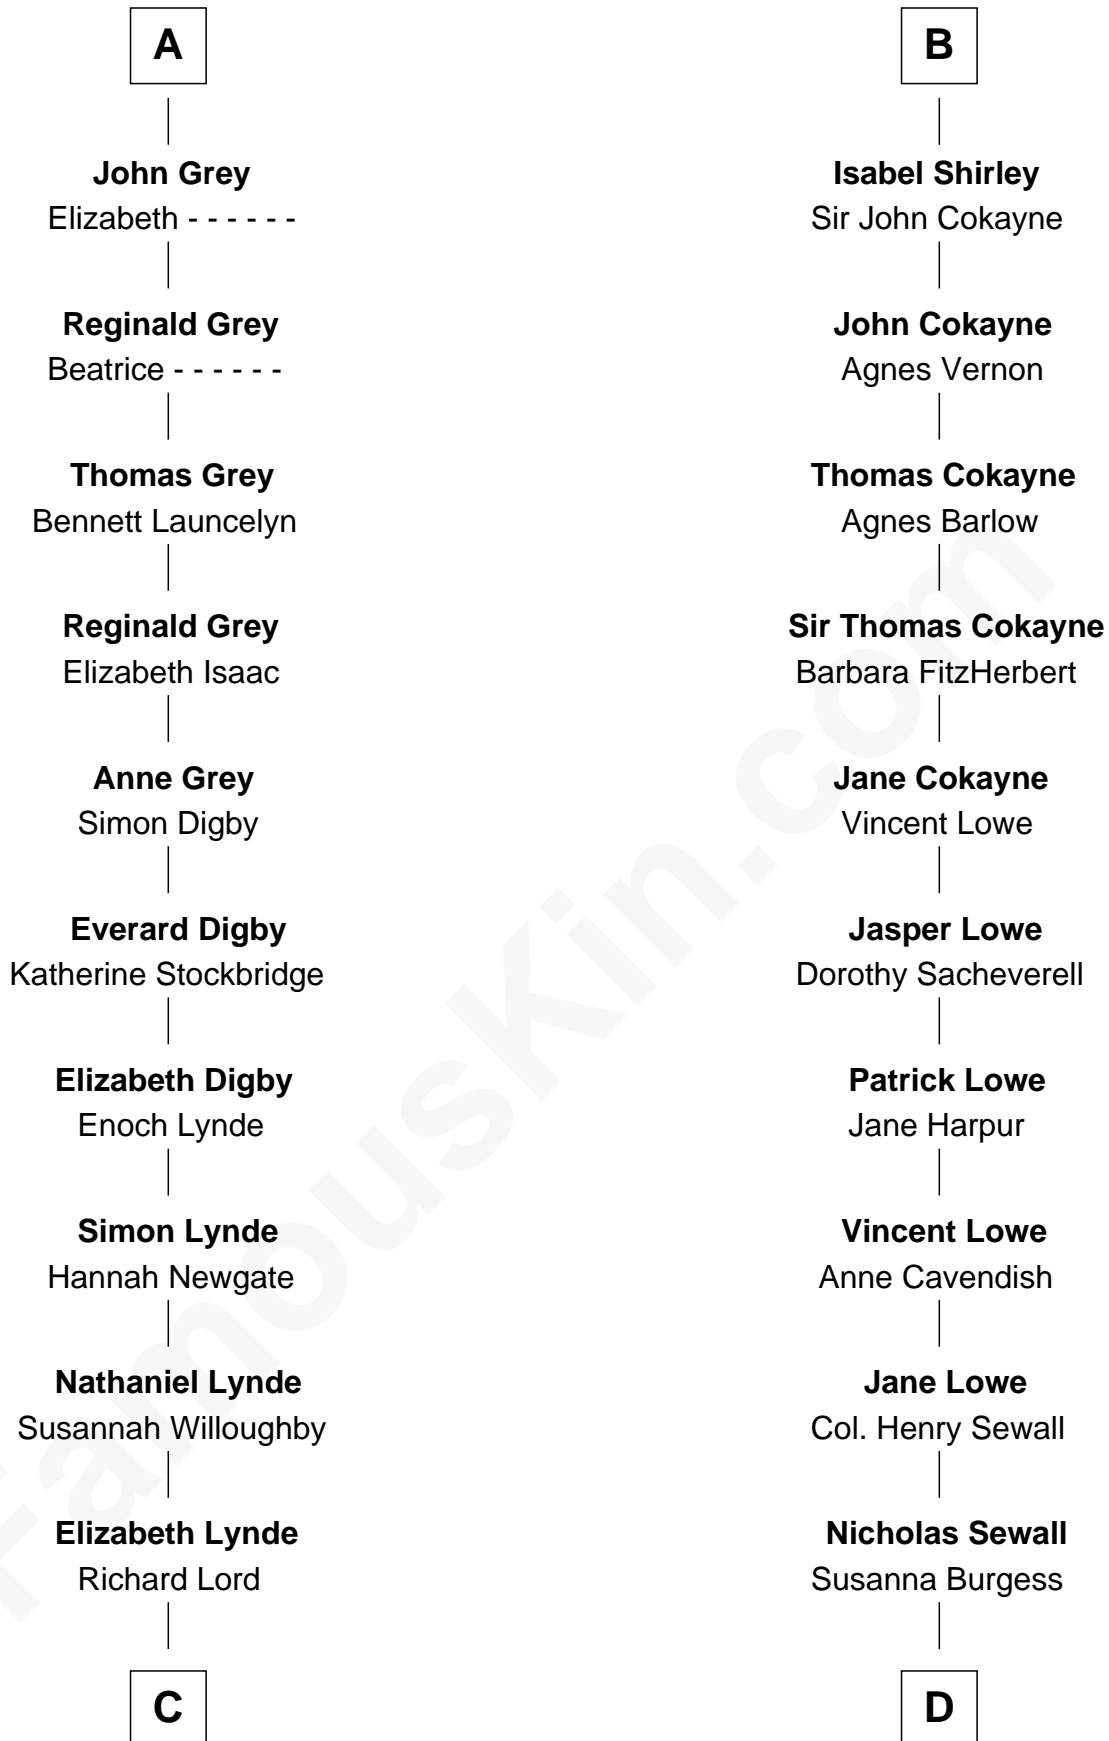 A
John Grey
Elizabeth - - - - - -
Reginald Grey
Beatrice - - - - - -
Thomas Grey
Bennett Launcelyn
Reginald Grey
Elizabeth Isaac
Anne Grey
Simon Digby
Everard Digby
Katherine Stockbridge
Elizabeth Digby
Enoch Lynde
Simon Lynde
Hannah Newgate
Nathaniel Lynde
Susannah Willoughby
Elizabeth Lynde
Richard Lord
C
B
Isabel Shirley
Sir John Cokayne
John Cokayne
Agnes Vernon
Thomas Cokayne
Agnes Barlow
Sir Thomas Cokayne
Barbara FitzHerbert
Jane Cokayne
Vincent Lowe
Jasper Lowe
Dorothy Sacheverell
Patrick Lowe
Jane Harpur
Vincent Lowe
Anne Cavendish
Jane Lowe
Col. Henry Sewall
Nicholas Sewall
Susanna Burgess
D
FamousKin.com